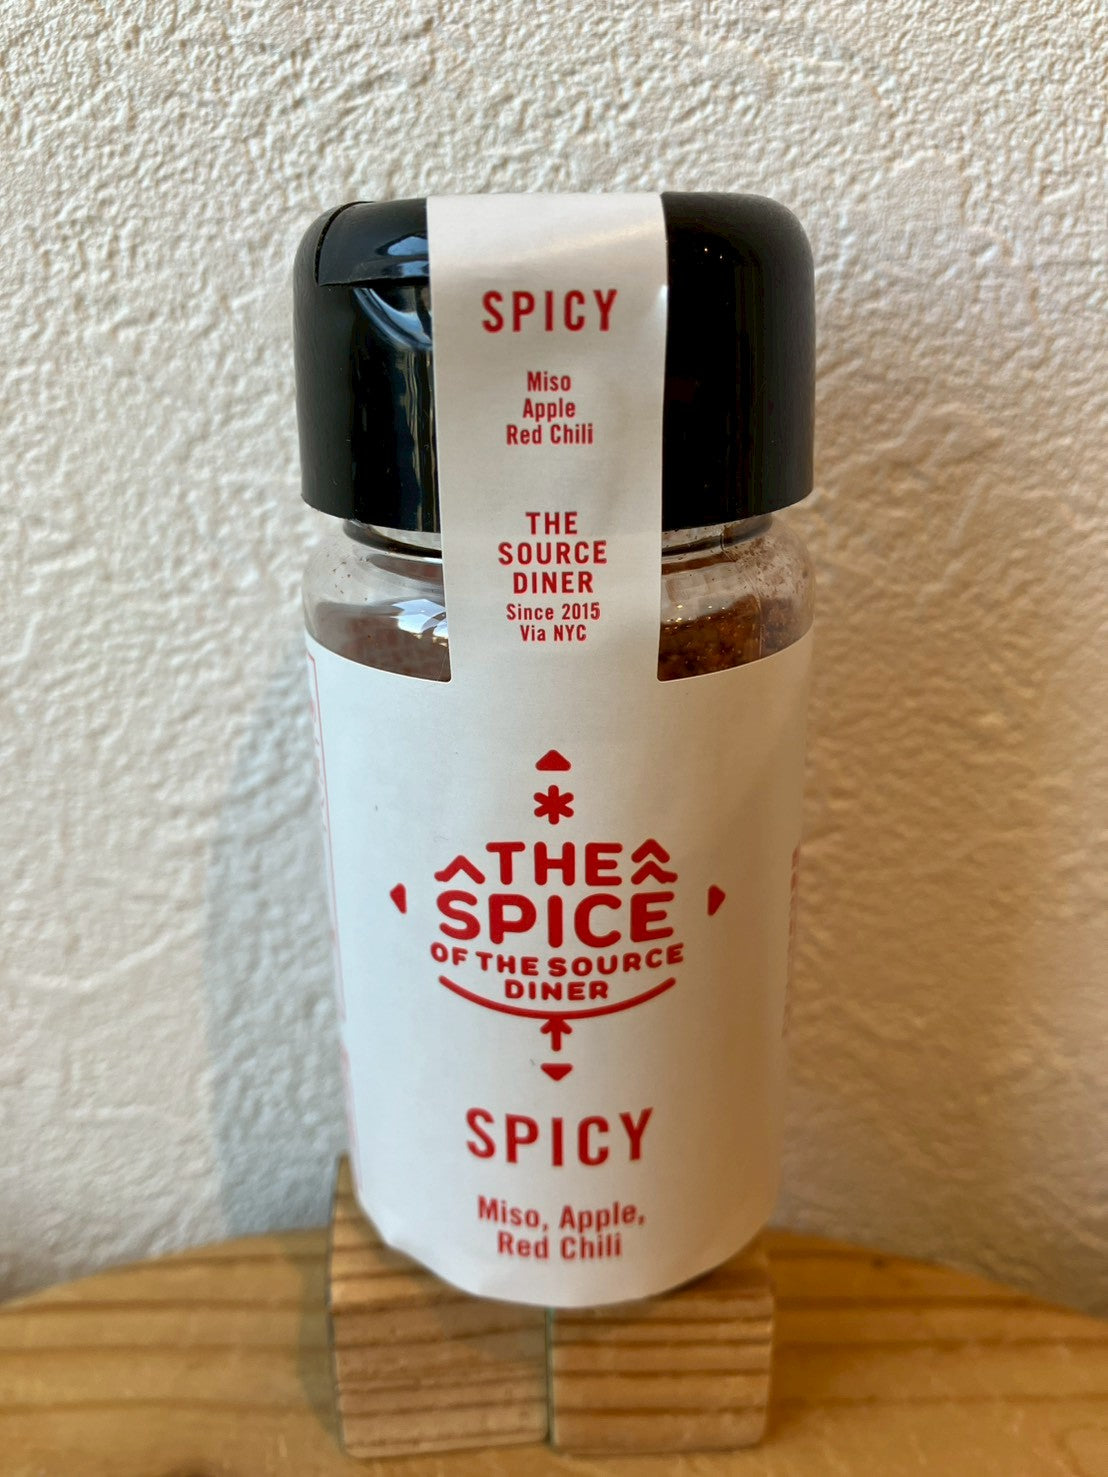 SPICY
Miso
Apple
Red Chili
THE
SOURCE
DINER
Since 2015
Via NYC
THE
SPICE
OF THE SOURCE
DINER
SPICY
Miso, Apple,
Red Chili